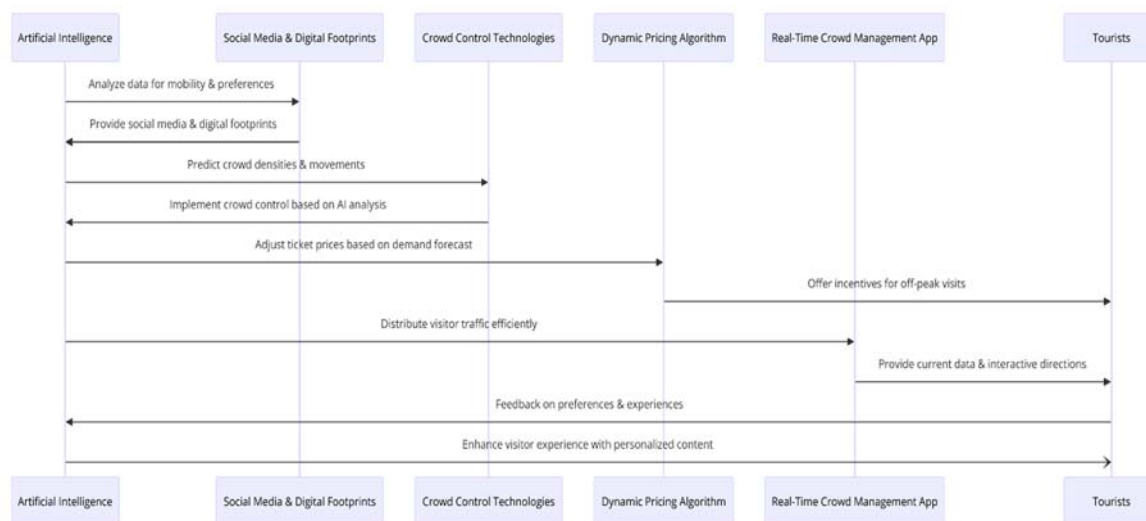 Artificial Intelligence
Social Media & Digital Footprints
Crowd Control Technologies
Dynamic Pricing Algorithm
Real-Time Crowd Management App
Tourists
Analyze data for mobility & preferences
Provide social media & digital footprints
Predict crowd densities & movements
Implement crowd control based on AI analysis
Adjust ticket prices based on demand forecast
Offer incentives for off-peak visits
Distribute visitor traffic efficiently
Provide current data & interactive directions
Feedback on preferences & experiences
Enhance visitor experience with personalized content
Artificial Intelligence
Social Media & Digital Footprints
Crowd Control Technologies
Dynamic Pricing Algorithm
Real-Time Crowd Management App
Tourists